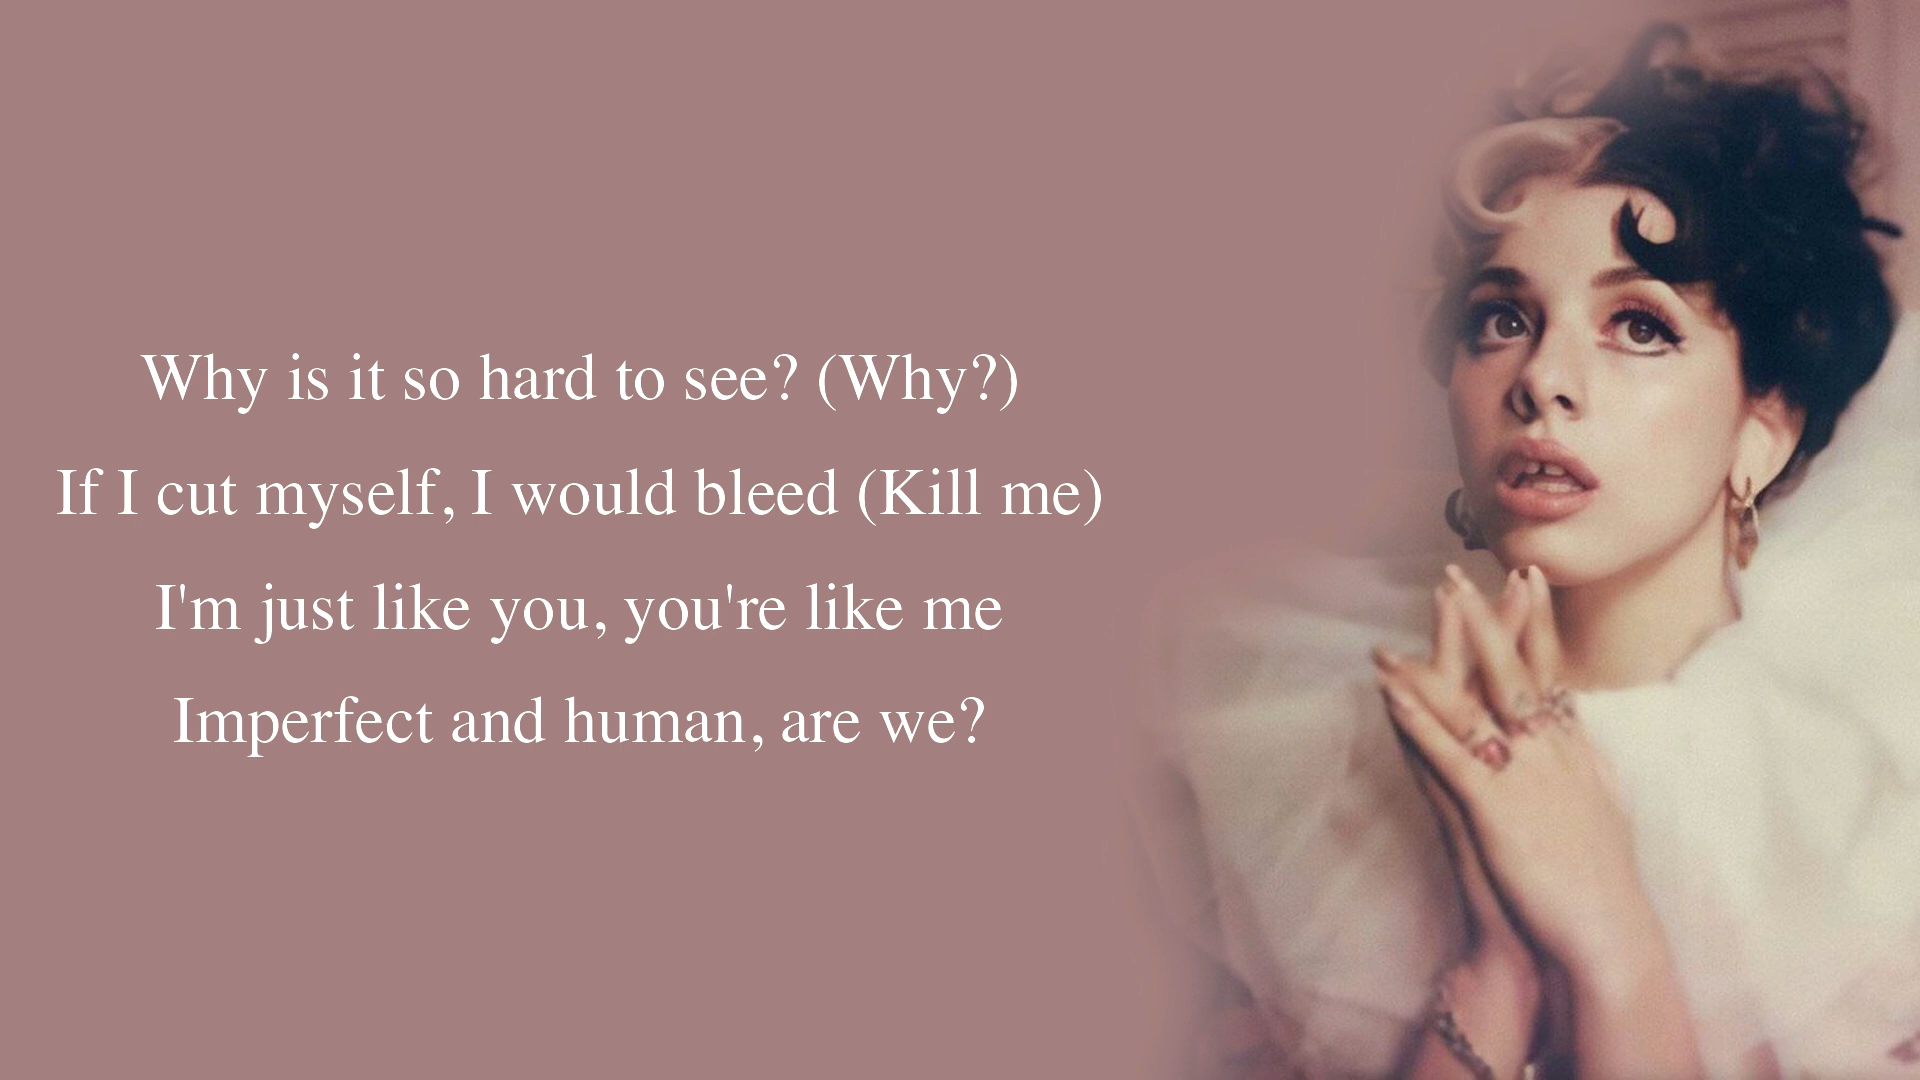 Why is it so hard to see? (Why?)
If I cut myself, I would bleed (Kill me)
I'm just like you, you're like me
Imperfect and human, are we?